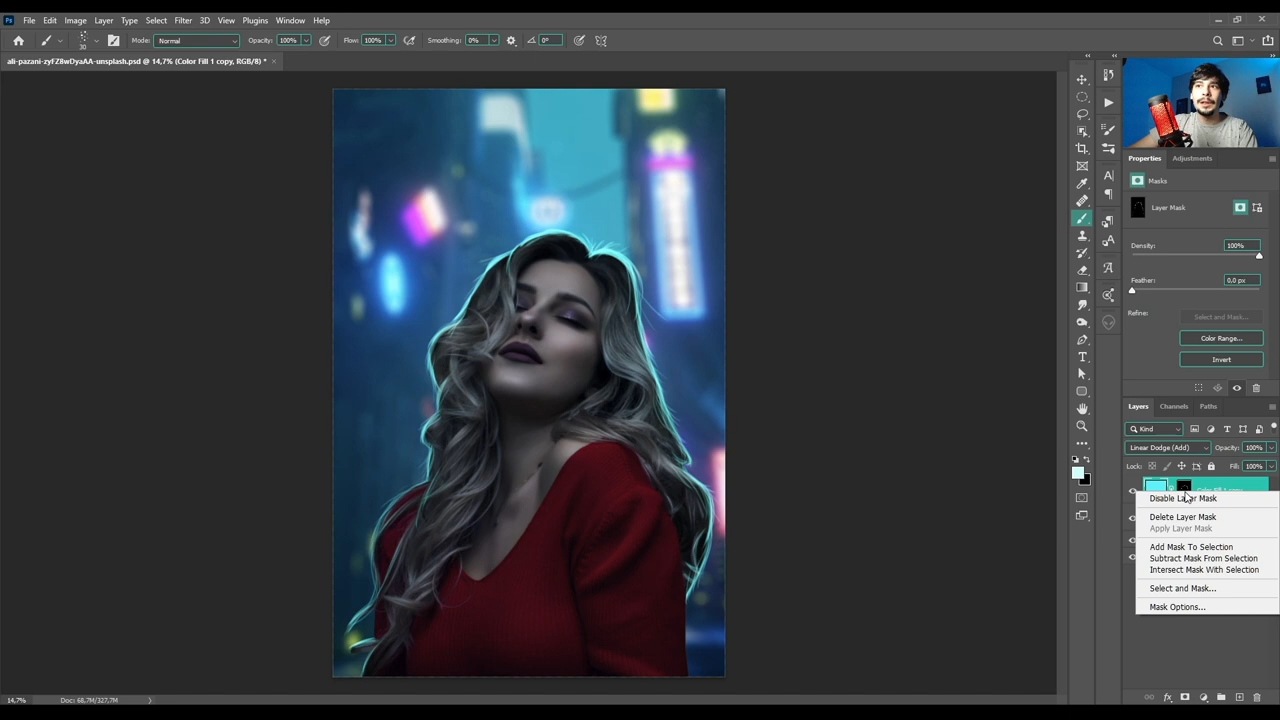 Ps File Edit Image Layer Type Select Filter 3D View Plugins Window Help
30 Mode: Normal Opacity: 100% Flow: 100% Smoothing: 0% 0°
ali-pazani-zyFZ8wDyaAA-unsplash.psd @ 14,7% (Color Fill 1 copy, RGB/8) * ×
Properties Adjustments
Masks
Layer Mask
Density: 100%
Feather: 0,0 px
Refine: Select and Mask...
Color Range...
Invert
Layers Channels Paths
Kind
Linear Dodge (Add) Opacity: 100%
Lock: Fill: 100%
Disable Layer Mask
Delete Layer Mask
Apply Layer Mask
Add Mask To Selection
Subtract Mask From Selection
Intersect Mask With Selection
Select and Mask...
Mask Options...
14,7% Doc: 68,7M/327,7M